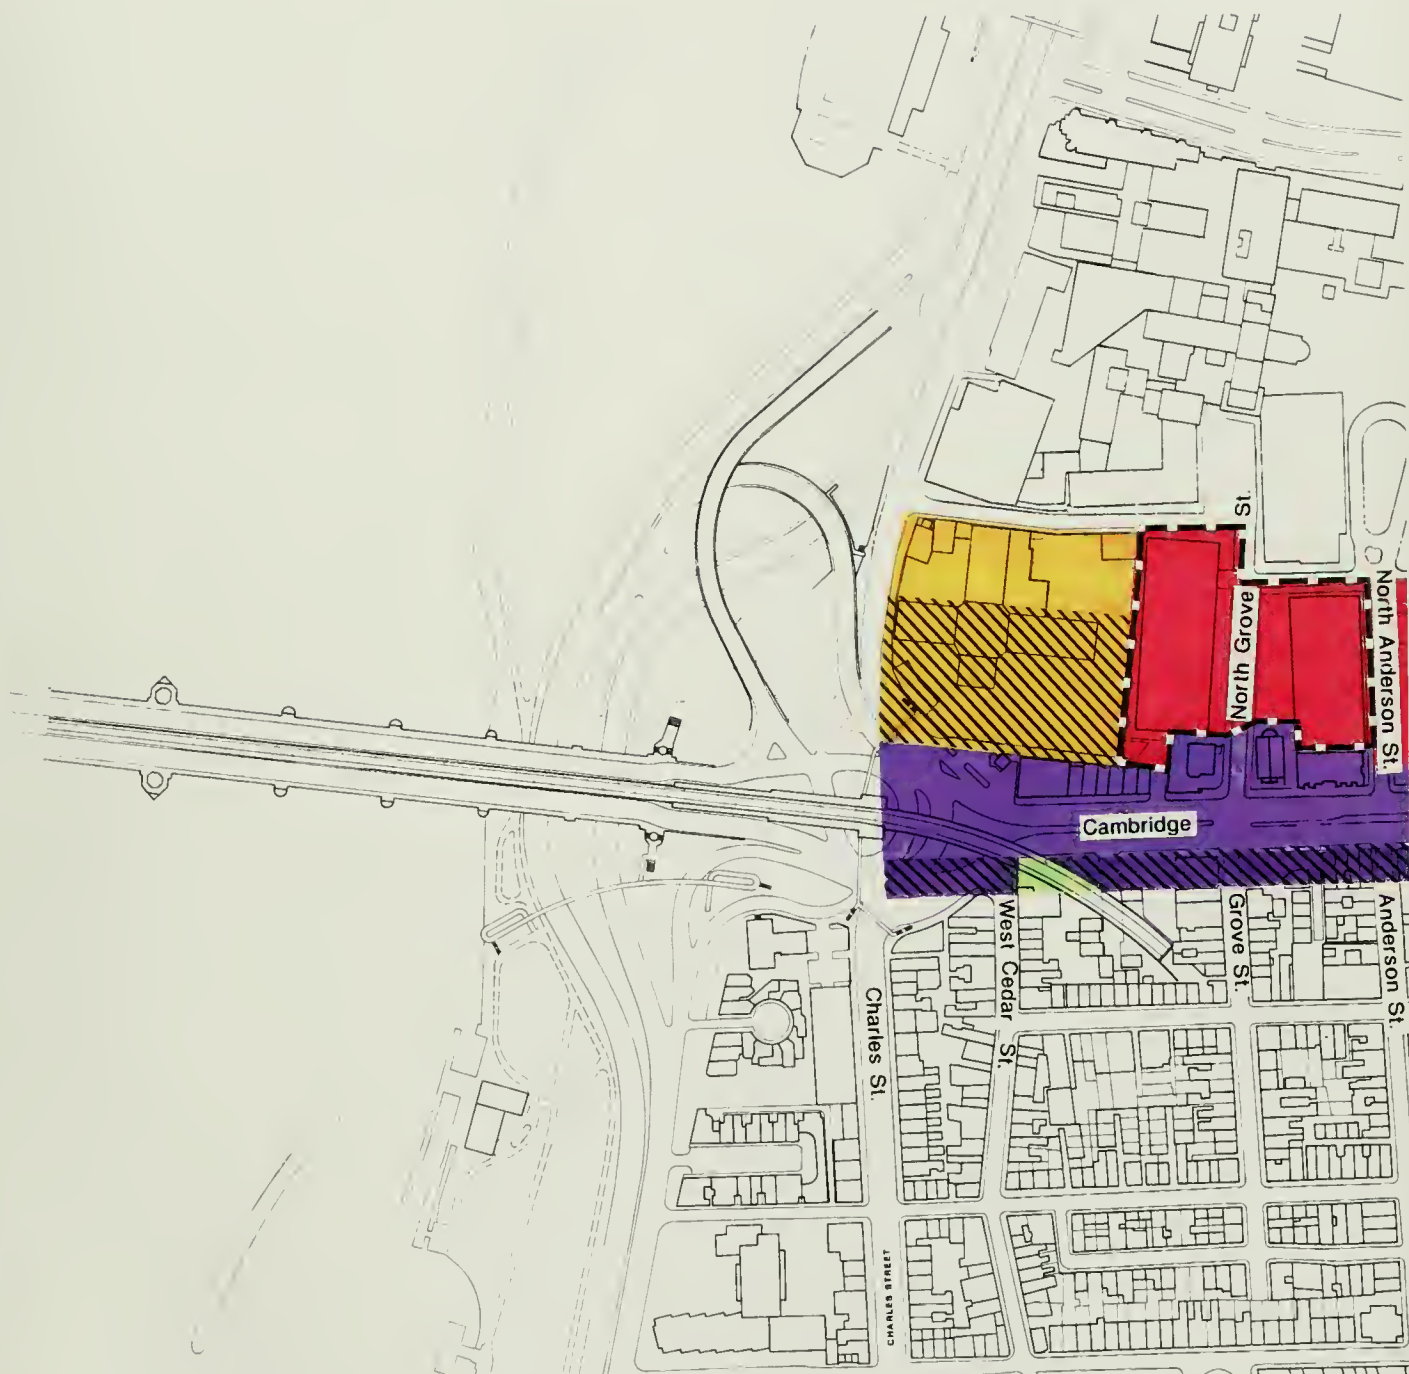 St.
North Grove
North Anderson St.
Cambridge
West Cedar St.
Grove St.
Anderson St.
Charles St.
CHARLES STREET